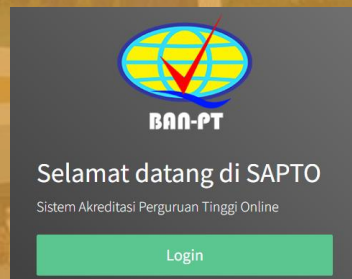 BAN-PT
Selamat datang di SAPTO
Sistem Akreditasi Perguruan Tinggi Online
Login